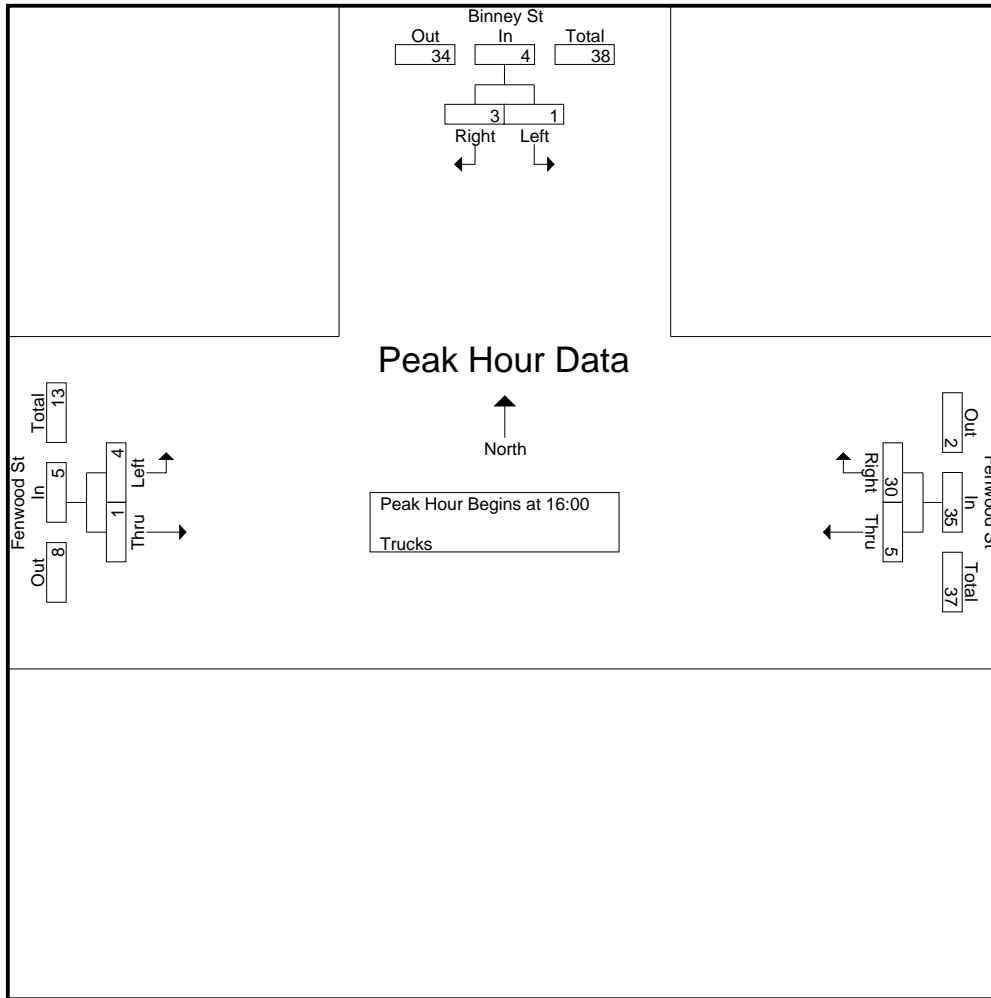 Binney St
Out In Total
34 4 38
3 1
Right Left
Peak Hour Data
North
Peak Hour Begins at 16:00
Trucks
Fenwood St
Out In Total
8 5 13
Thru Left
1 4
Fenwood St
Out In Total
2 35 37
Right Thru
30 5